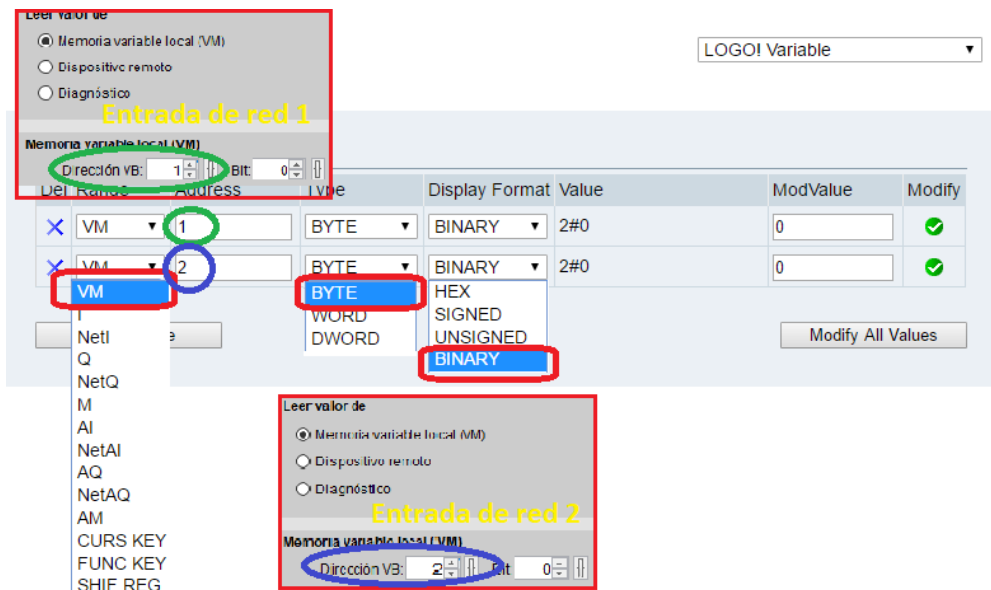 Leer valor de
Memoria variable local (VM)
Dispositivo remoto
Diagnóstico
Entrada de red 1
Memoria variable local (VM)
Dirección VB: 1 Bit: 0
LOGO! Variable
Del Range Address Type Display Format Value ModValue Modify
VM 1 BYTE BINARY 2#0 0
VM 2 BYTE BINARY 2#0 0
VM
I
NetI
Q
NetQ
M
AI
NetAI
AQ
NetAQ
AM
CURS KEY
FUNC KEY
SHIF REG
BYTE
WORD
DWORD
HEX
SIGNED
UNSIGNED
BINARY
Modify All Values
Leer valor de
Memoria variable local (VM)
Dispositivo remoto
Diagnóstico
Entrada de red 2
Memoria variable local (VM)
Dirección VB: 2 Bit 0